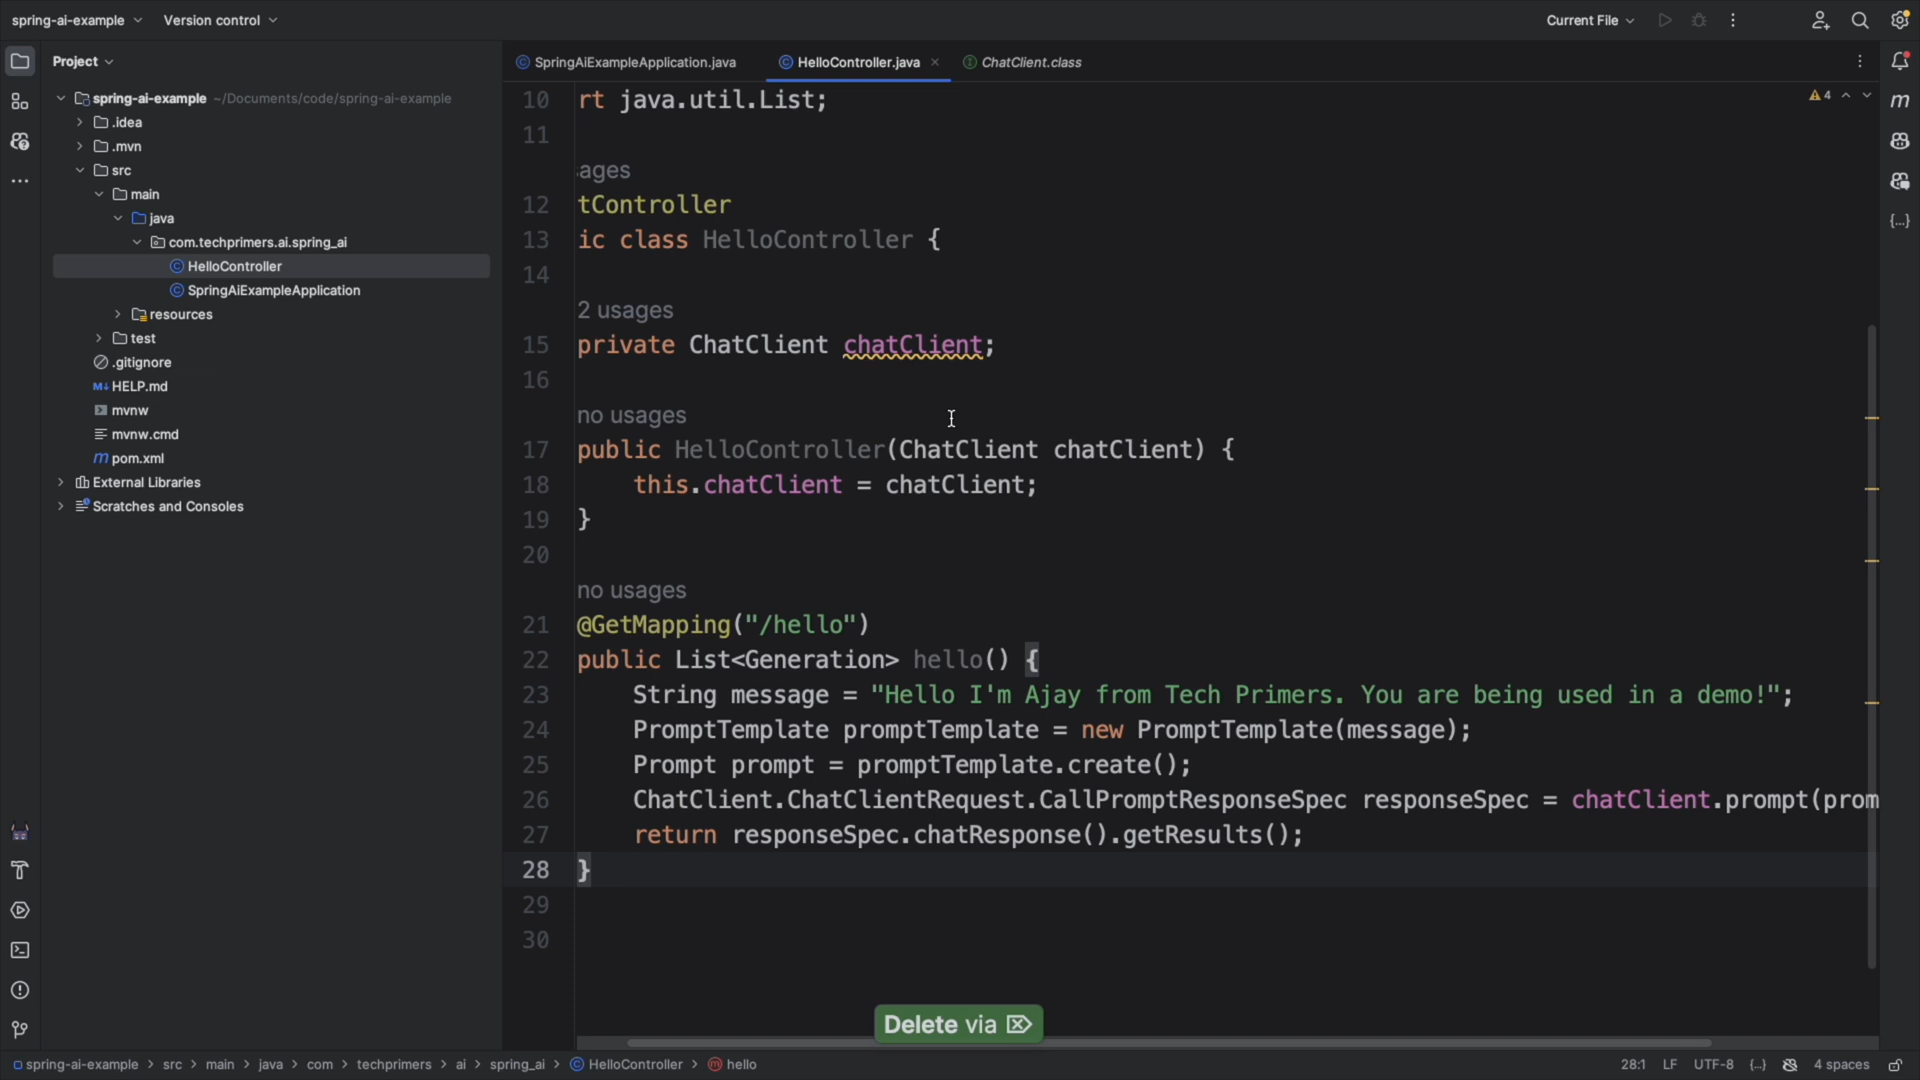 spring-ai-example Version control Current File
Project
SpringAiExampleApplication.java HelloController.java ChatClient.class
spring-ai-example ~/Documents/code/spring-ai-example
.idea
.mvn
src
main
java
com.techprimers.ai.spring_ai
HelloController
SpringAiExampleApplication
resources
test
.gitignore
M↓ HELP.md
mvnw
mvnw.cmd
m pom.xml
External Libraries
Scratches and Consoles
4
10 rt java.util.List;
11
ages
12 tController
13 ic class HelloController {
14
2 usages
15 private ChatClient chatClient;
16
no usages
17 public HelloController(ChatClient chatClient) {
18 this.chatClient = chatClient;
19 }
20
no usages
21 @GetMapping("/hello")
22 public List<Generation> hello() {
23 String message = "Hello I'm Ajay from Tech Primers. You are being used in a demo!";
24 PromptTemplate promptTemplate = new PromptTemplate(message);
25 Prompt prompt = promptTemplate.create();
26 ChatClient.ChatClientRequest.CallPromptResponseSpec responseSpec = chatClient.prompt(prom
27 return responseSpec.chatResponse().getResults();
28 }
29
30
Delete via ⌦
m
{...}
spring-ai-example > src > main > java > com > techprimers > ai > spring_ai > HelloController > hello
28:1 LF UTF-8 {...} 4 spaces